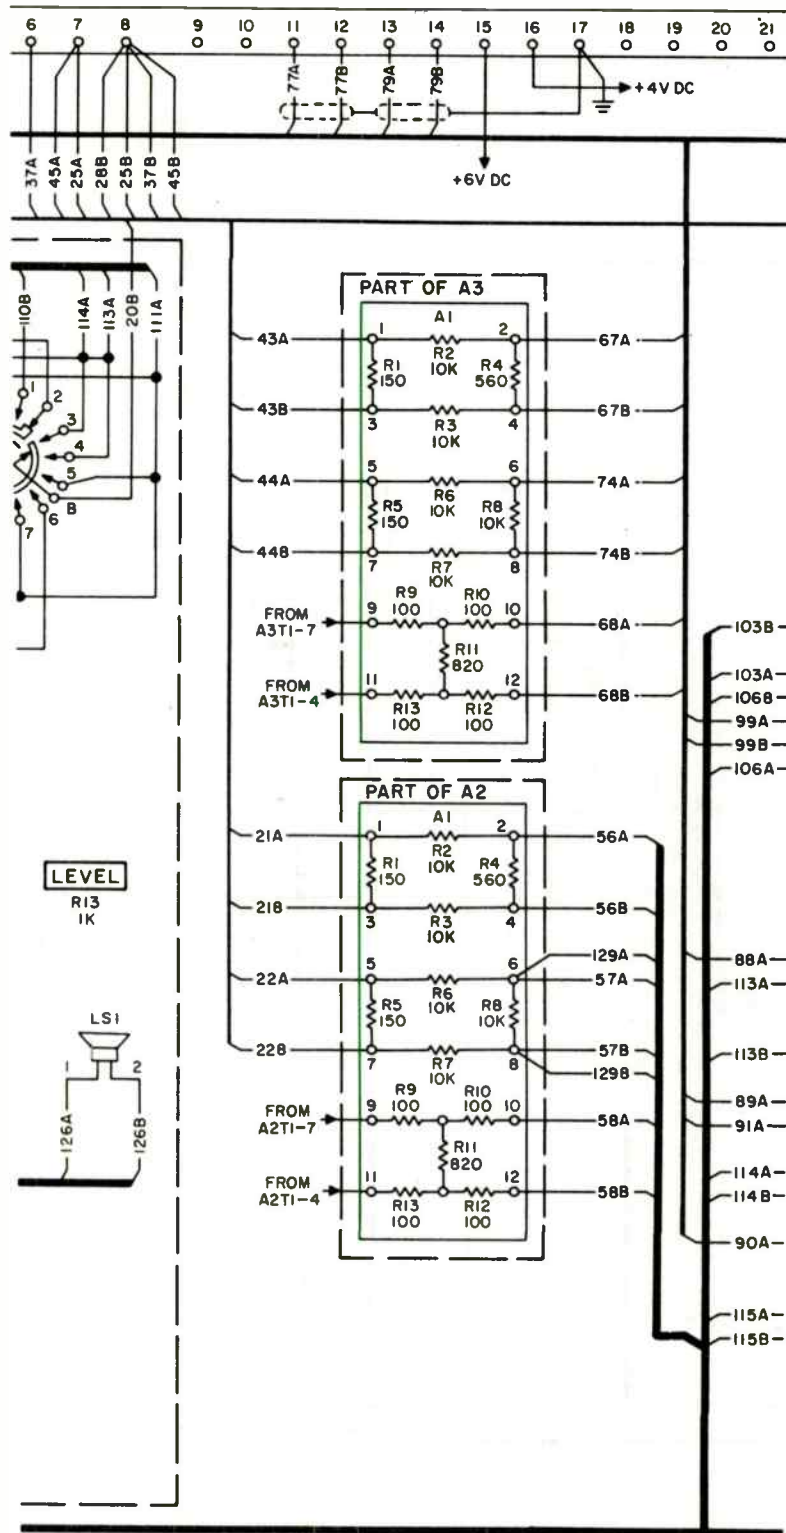 6 7 8 9 10 11 12 13 14 15 16 17 18 19 20 21
77A 77B 79A 79B
+4V DC
+6V DC
37A 45A 25A 28B 25B 37B 45B
110B 114A 113A 20B 111A
1
2
3
4
5
B
6
7
PART OF A3
A1
43A 1 R2 10K 2 67A
R1 150 R4 560
43B 3 R3 10K 4 67B
44A 5 R6 10K 6 74A
R5 150 R8 10K
44B 7 R7 10K 8 74B
FROM A3T1-7 9 R9 100 R10 100 10 68A
R11 820
FROM A3T1-4 11 R13 100 R12 100 12 68B
103B
103A
106B
99A
99B
106A
PART OF A2
A1
21A 1 R2 10K 2 56A
R1 150 R4 560
21B 3 R3 10K 4 56B
129A
22A 5 R6 10K 6 57A
R5 150 R8 10K
22B 7 R7 10K 8 57B
129B
FROM A2T1-7 9 R9 100 R10 100 10 58A
R11 820
FROM A2T1-4 11 R13 100 R12 100 12 58B
LEVEL
R13
1K
LS1
1 2
126A 126B
88A
113A
113B
89A
91A
114A
114B
90A
115A
115B